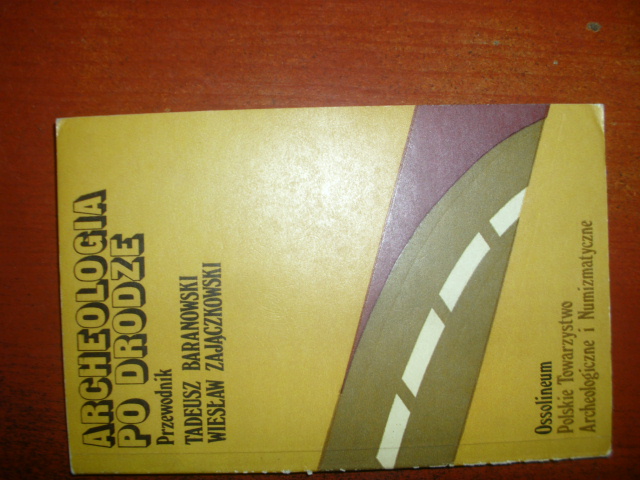 ARCHEOLOGIA
PO DRODZE
Przewodnik
TADEUSZ BARANOWSKI
WIESŁAW ZAJĄCZKOWSKI
Ossolineum
Polskie Towarzystwo
Archeologiczne i Numizmatyczne